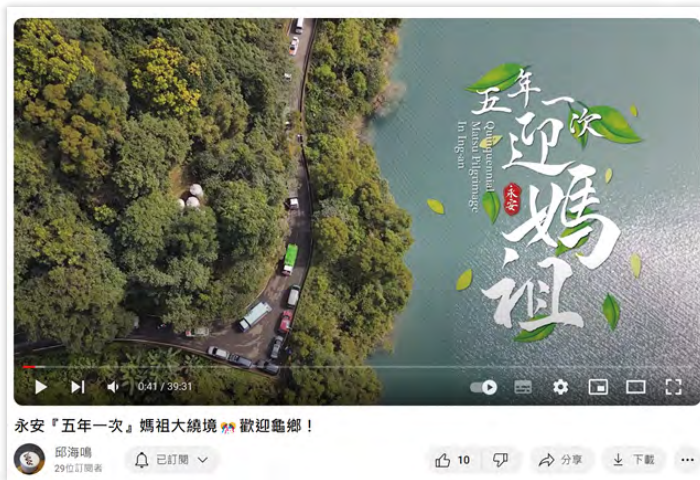 五年一次
迎媽祖
永安
Quinquennial
Matsu Pilgrimage
In Ingan
0:41 / 39:31
永安『五年一次』媽祖大繞境🎊歡迎龜鄉！
邱海鳴
29位訂閱者
已訂閱
10
分享
下載